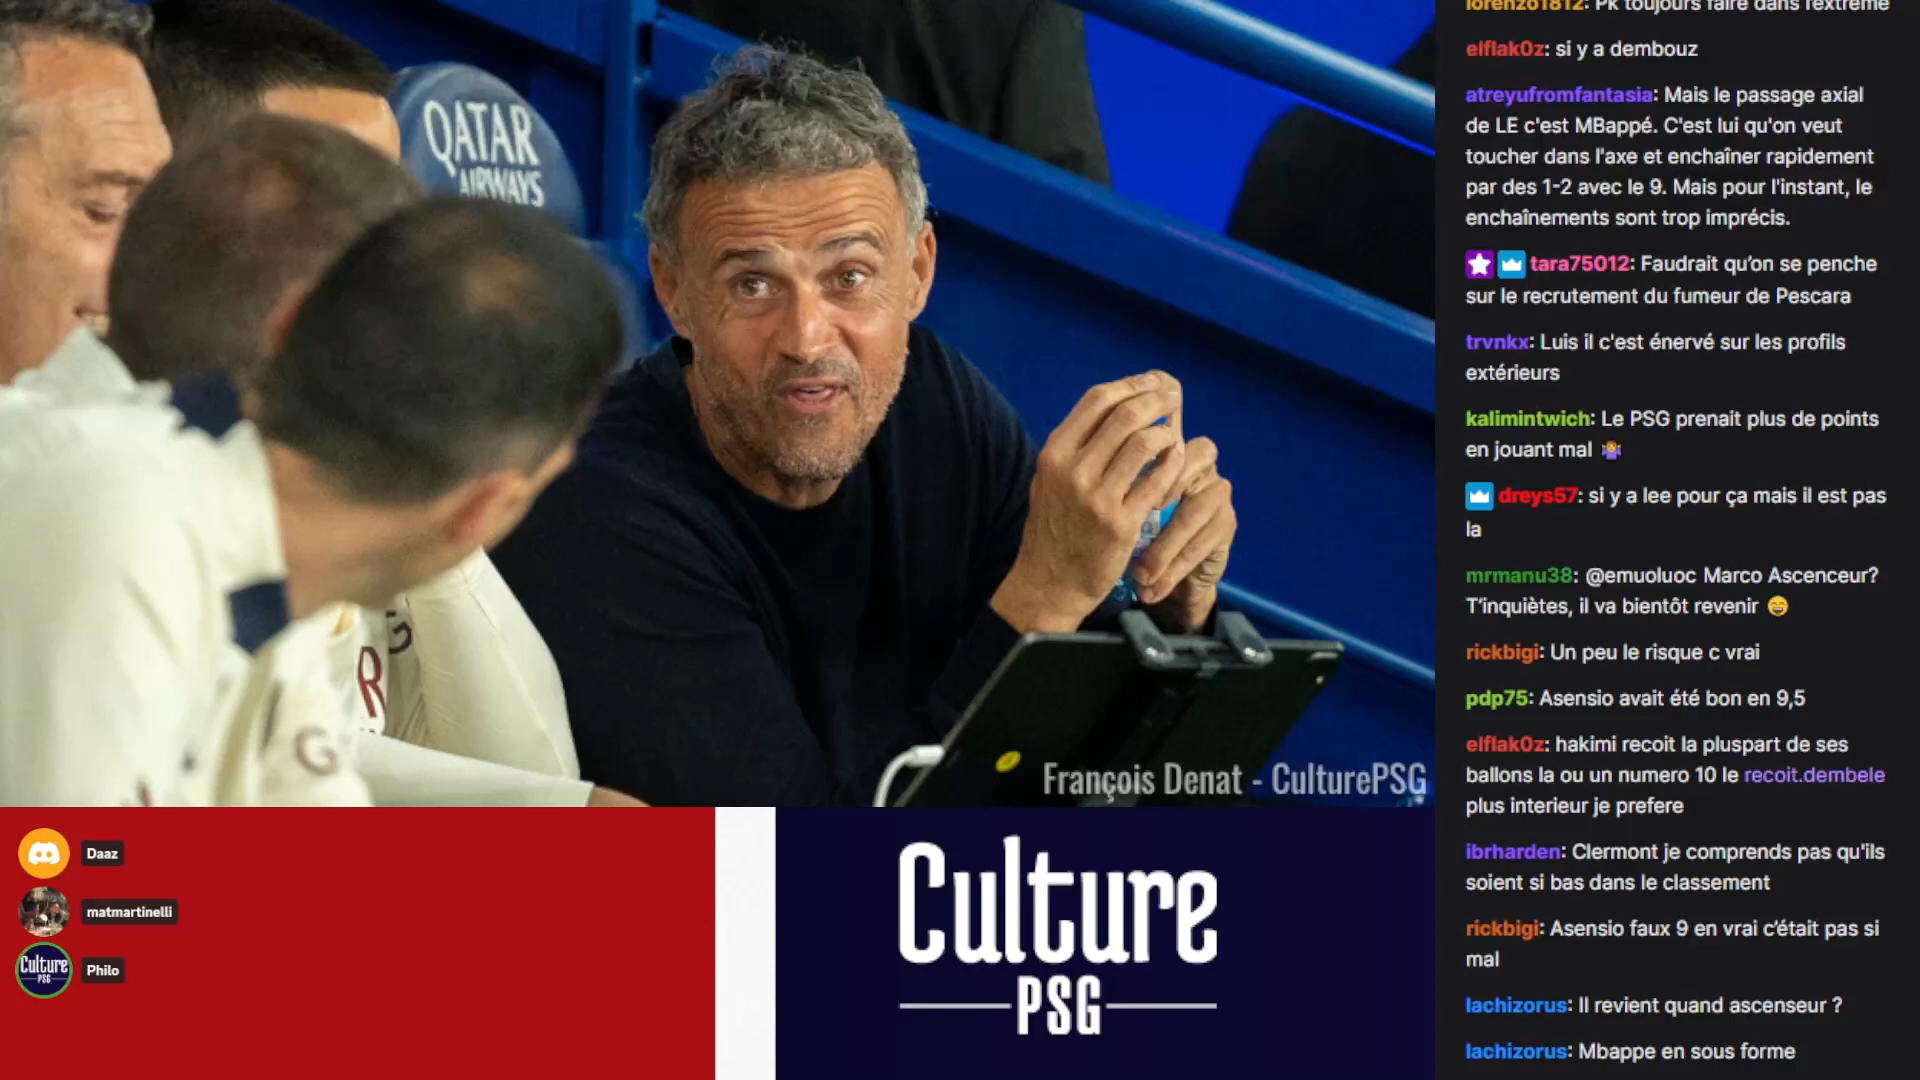 QATAR
AIRWAYS
G
R
G
François Denat - CulturePSG
Daaz
matmartinelli
Culture
PSG
Philo
Culture
PSG
lorenzo1812: Pk toujours faire dans l'extrême
elflak0z: si y a dembouz
atreyufromfantasia: Mais le passage axial
de LE c'est MBappé. C'est lui qu'on veut
toucher dans l'axe et enchaîner rapidement
par des 1-2 avec le 9. Mais pour l'instant, le
enchaînements sont trop imprécis.
tara75012: Faudrait qu'on se penche
sur le recrutement du fumeur de Pescara
trvnkx: Luis il c'est énervé sur les profils
extérieurs
kalimintwich: Le PSG prenait plus de points
en jouant mal 🤷
dreys57: si y a lee pour ça mais il est pas
la
mrmanu38: @emuoluoc Marco Ascenceur?
T'inquiètes, il va bientôt revenir 😄
rickbigi: Un peu le risque c vrai
pdp75: Asensio avait été bon en 9,5
elflak0z: hakimi recoit la pluspart de ses
ballons la ou un numero 10 le recoit.dembele
plus interieur je prefere
ibrharden: Clermont je comprends pas qu'ils
soient si bas dans le classement
rickbigi: Asensio faux 9 en vrai c'était pas si
mal
lachizorus: Il revient quand ascenseur ?
lachizorus: Mbappe en sous forme